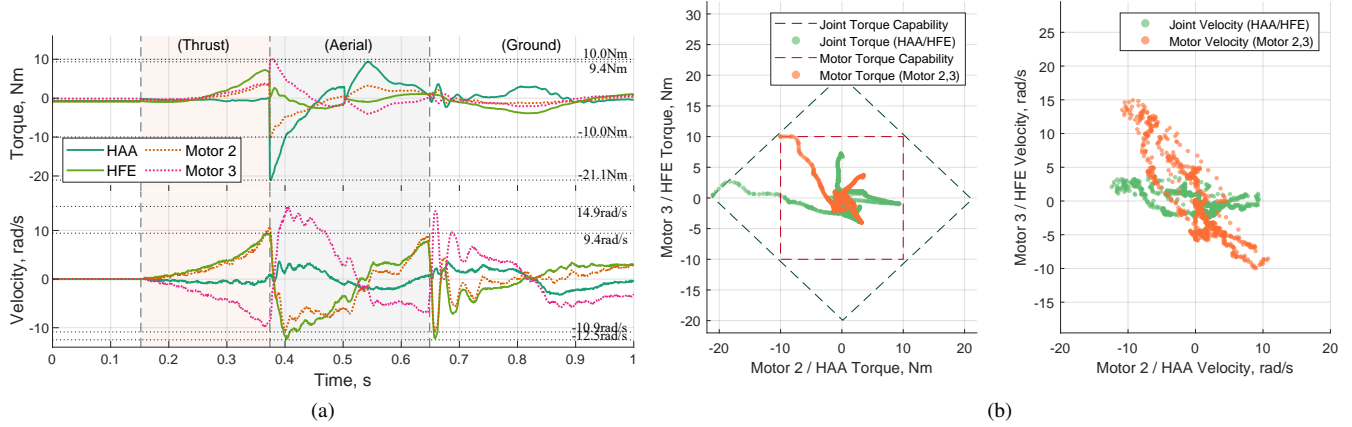 (Thrust)
(Aerial)
(Ground)
10.0Nm
9.4Nm
-10.0Nm
-21.1Nm
10
0
-10
-20
Torque, Nm
HAA
Motor 2
HFE
Motor 3
14.9rad/s
9.4rad/s
-10.9rad/s
-12.5rad/s
10
0
-10
Velocity, rad/s
0
0.1
0.2
0.3
0.4
0.5
0.6
0.7
0.8
0.9
1
Time, s
(a)
Joint Torque Capability
Joint Torque (HAA/HFE)
Motor Torque Capability
Motor Torque (Motor 2,3)
30
25
20
15
10
5
0
-5
-10
-15
-20
Motor 3 / HFE Torque, Nm
-20
-10
0
10
20
Motor 2 / HAA Torque, Nm
Joint Velocity (HAA/HFE)
Motor Velocity (Motor 2,3)
25
20
15
10
5
0
-5
-10
-15
Motor 3 / HFE Velocity, rad/s
-20
-10
0
10
20
Motor 2 / HAA Velocity, rad/s
(b)